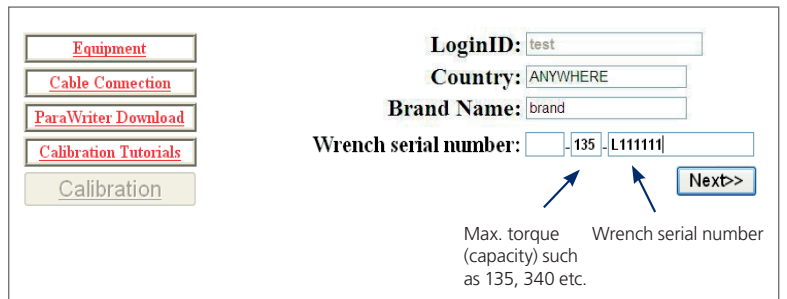 Equipment
Cable Connection
ParaWriter Download
Calibration Tutorials
Calibration
LoginID: test
Country: ANYWHERE
Brand Name: brand
Wrench serial number: -135-L111111
Next>>
Max. torque
(capacity) such
as 135, 340 etc.
Wrench serial number